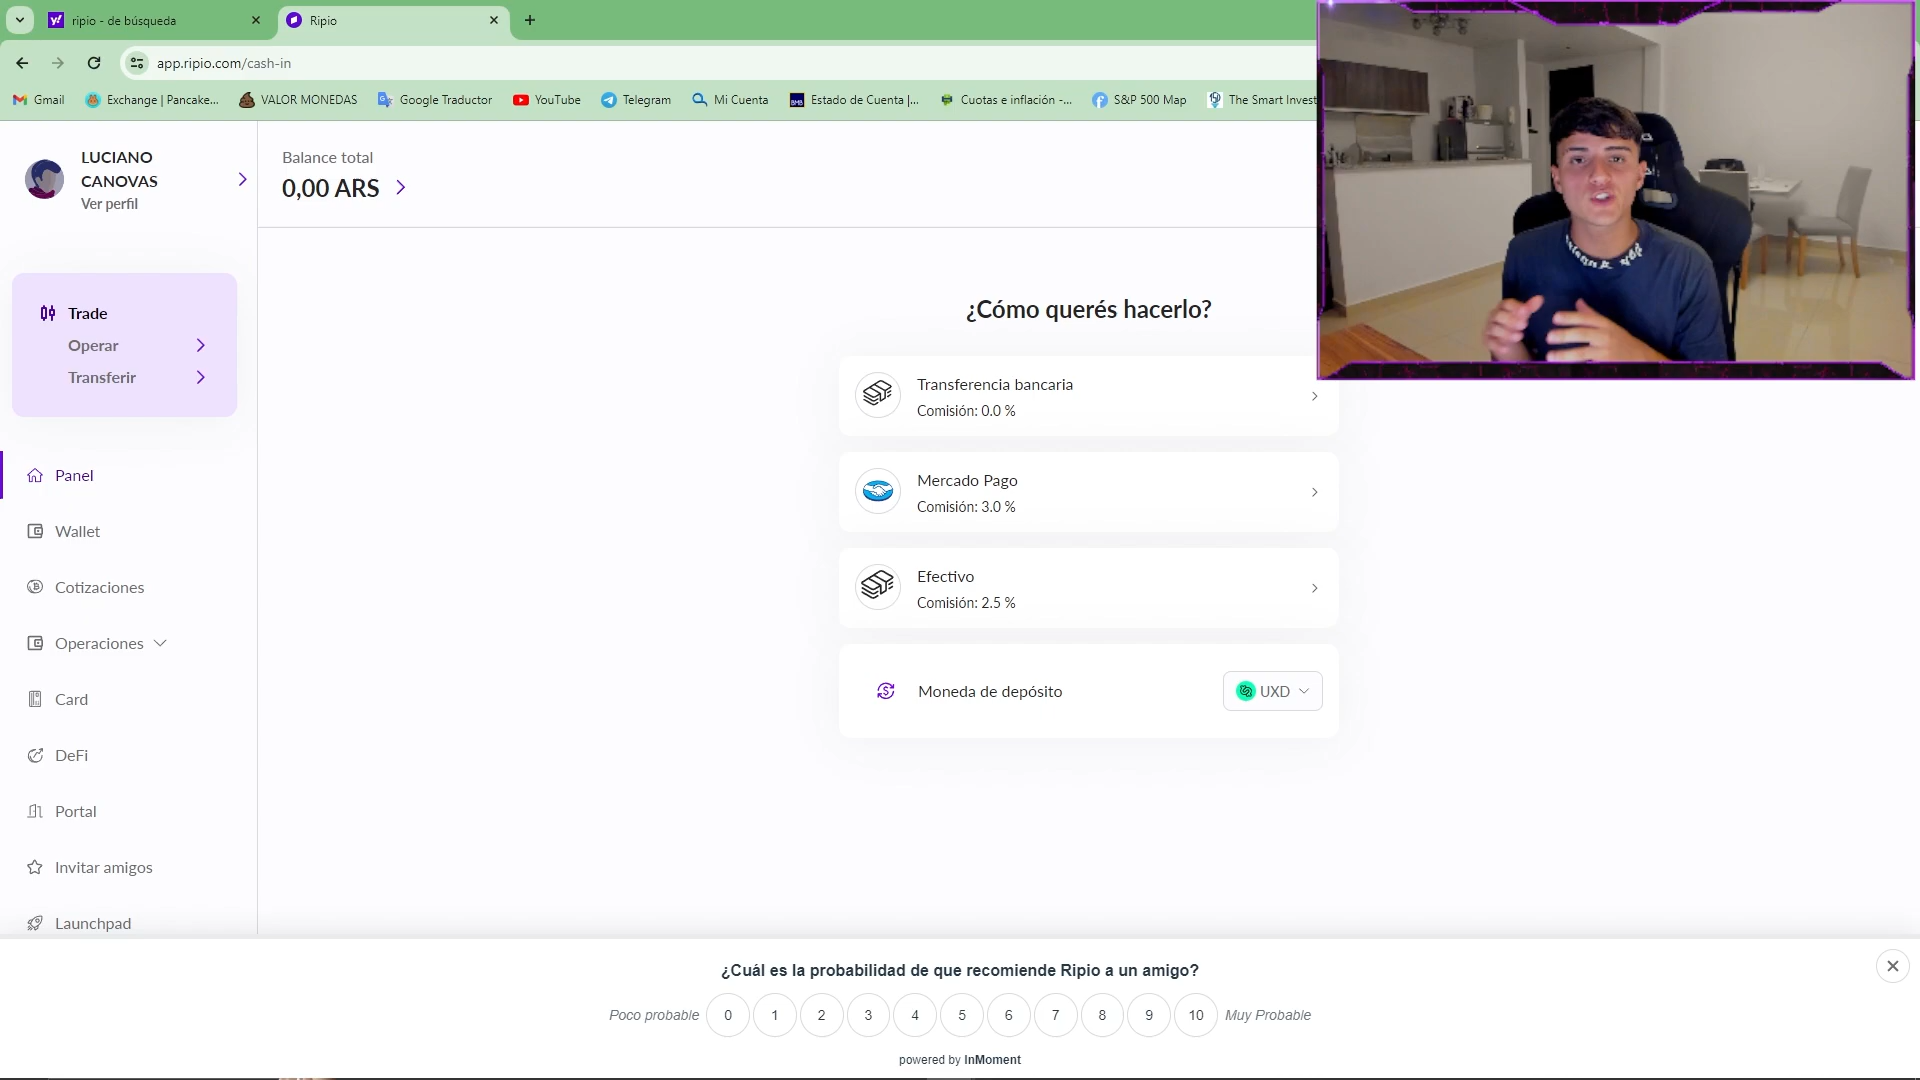 ripio - de búsqueda
Ripio
app.ripio.com/cash-in
Gmail
Exchange | Pancake...
VALOR MONEDAS
Google Traductor
YouTube
Telegram
Mi Cuenta
Estado de Cuenta |...
Cuotas e inflación -...
S&P 500 Map
The Smart Invest
LUCIANO
CANOVAS
Ver perfil
Balance total
0,00 ARS
Trade
Operar
Transferir
Panel
Wallet
Cotizaciones
Operaciones
Card
DeFi
Portal
Invitar amigos
Launchpad
¿Cómo querés hacerlo?
Transferencia bancaria
Comisión: 0.0 %
Mercado Pago
Comisión: 3.0 %
Efectivo
Comisión: 2.5 %
Moneda de depósito
UXD
¿Cuál es la probabilidad de que recomiende Ripio a un amigo?
Poco probable 0 1 2 3 4 5 6 7 8 9 10 Muy Probable
powered by InMoment